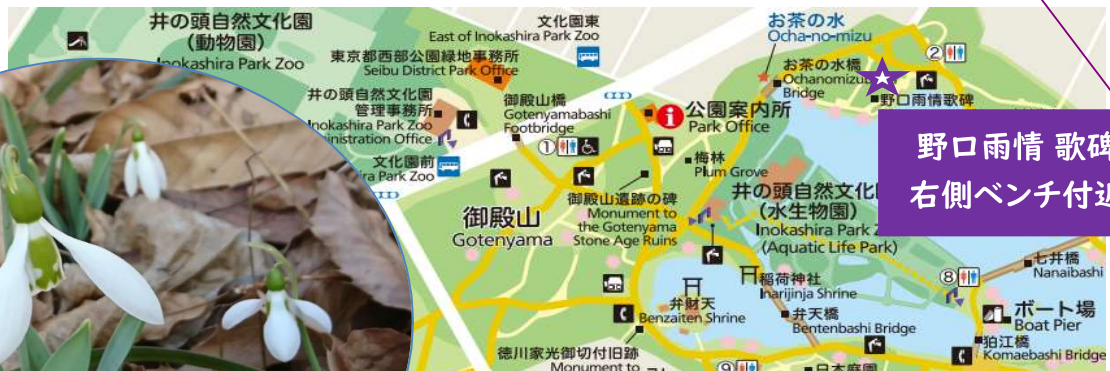 井の頭自然文化園
(動物園)
Inokashira Park Zoo
文化園東
East of Inokashira Park Zoo
東京都西部公園緑地事務所
Seibu District Park Office
井の頭自然文化園
管理事務所
Inokashira Park Zoo
Administration Office
文化園前
Park Zoo
御殿山橋
Gotenyamabashi
Footbridge
①
公園案内所
Park Office
お茶の水
Ocha-no-mizu
お茶の水橋
Ochanomizu
Bridge
②
野口雨情歌碑
野口雨情 歌碑
右側ベンチ付近
梅林
Plum Grove
御殿山
Gotenyama
御殿山遺跡の碑
Monument to
the Gotenyama
Stone Age Ruins
井の頭自然文化
(水生物園)
Inokashira Park
(Aquatic Life Park)
七井橋
Nanaibashi
⑧
稲荷神社
Inarijinja Shrine
弁財天
Benzaiten Shrine
弁天橋
Bentenbashi Bridge
ボート場
Boat Pier
狛江橋
Komaebashi Bridge
徳川家光御切付旧跡
Monument to
⑨
日本庭園